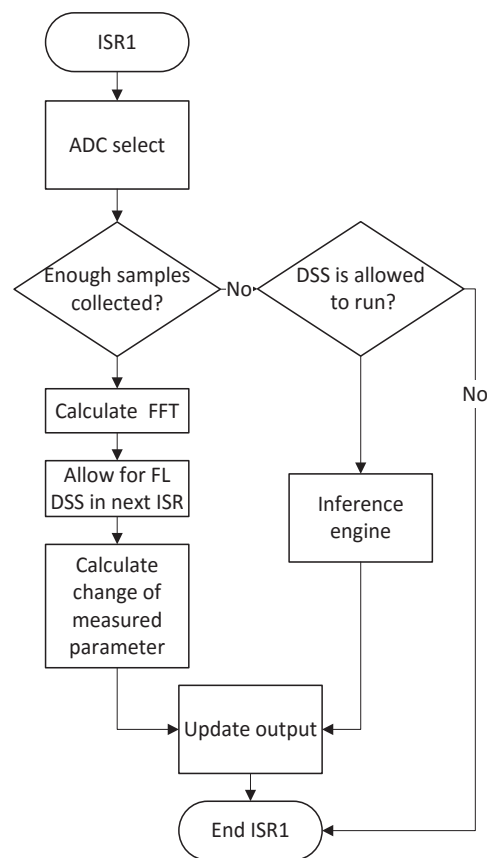 ISR1
ADC select
Enough samples
collected?
No
DSS is allowed
to run?
No
Calculate FFT
Allow for FL
DSS in next ISR
Inference
engine
Calculate
change of
measured
parameter
Update output
End ISR1